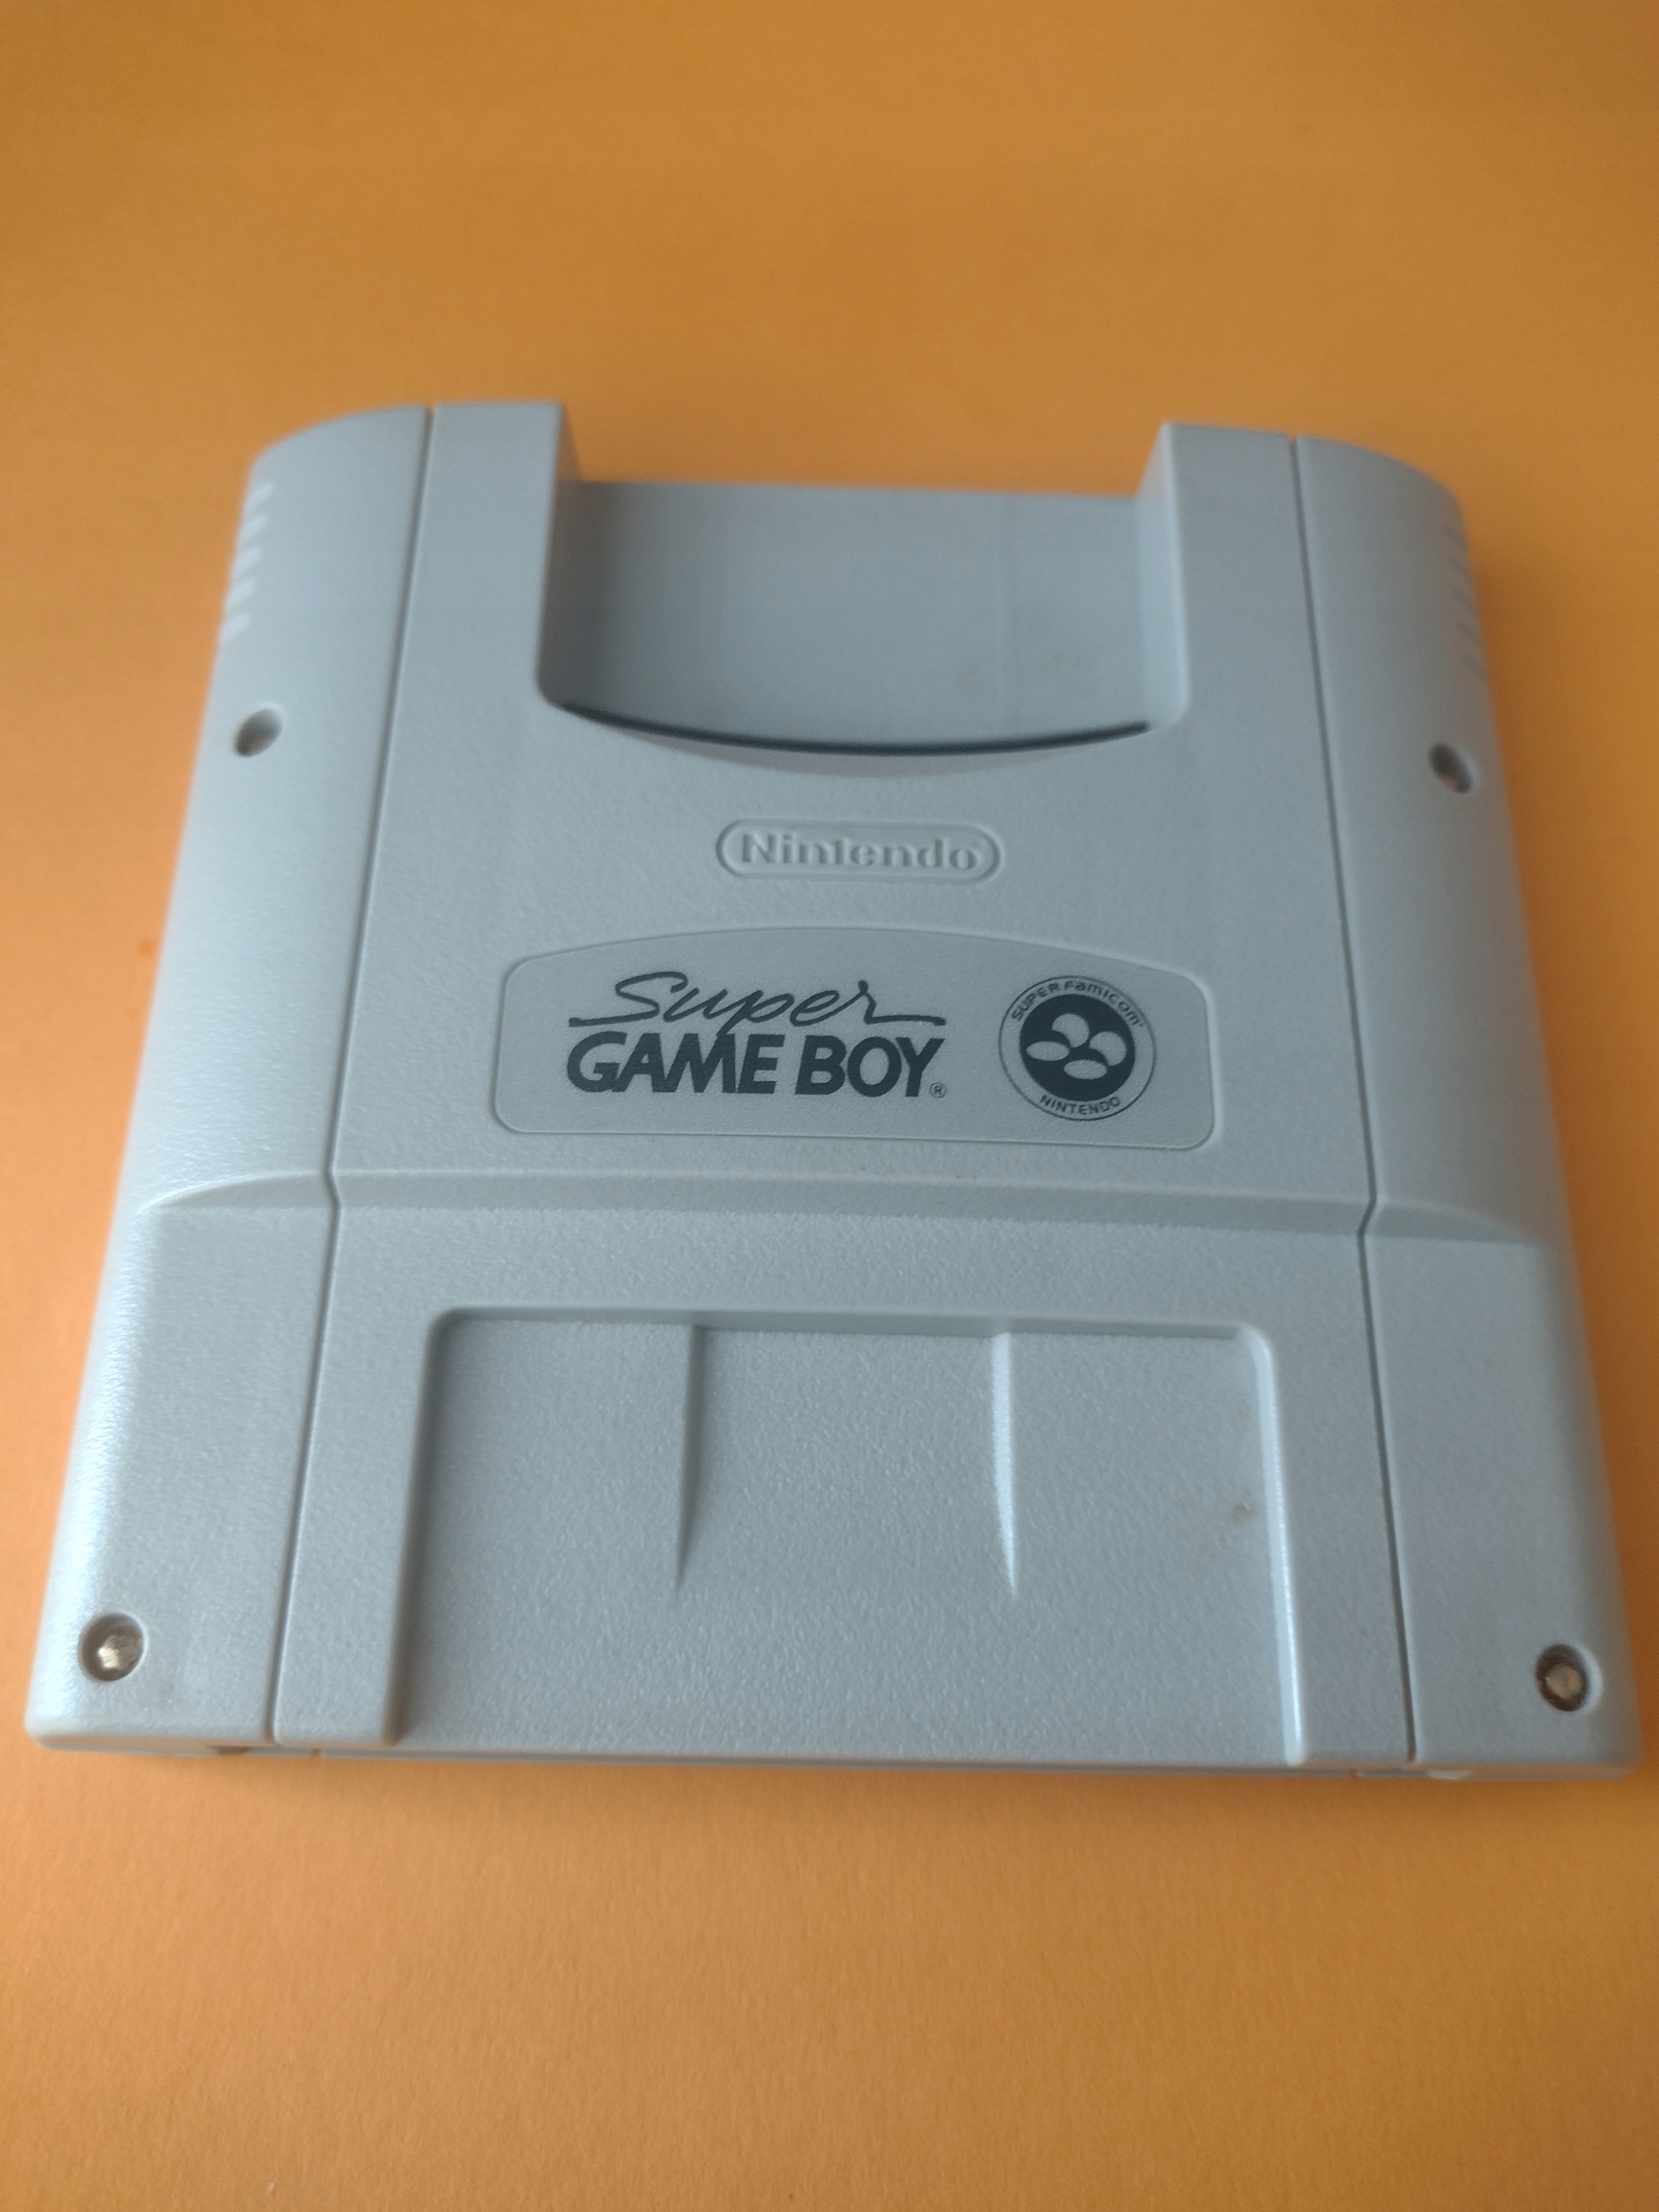 Nintendo
Super
GAME BOY®
SUPER Famicom
NINTENDO